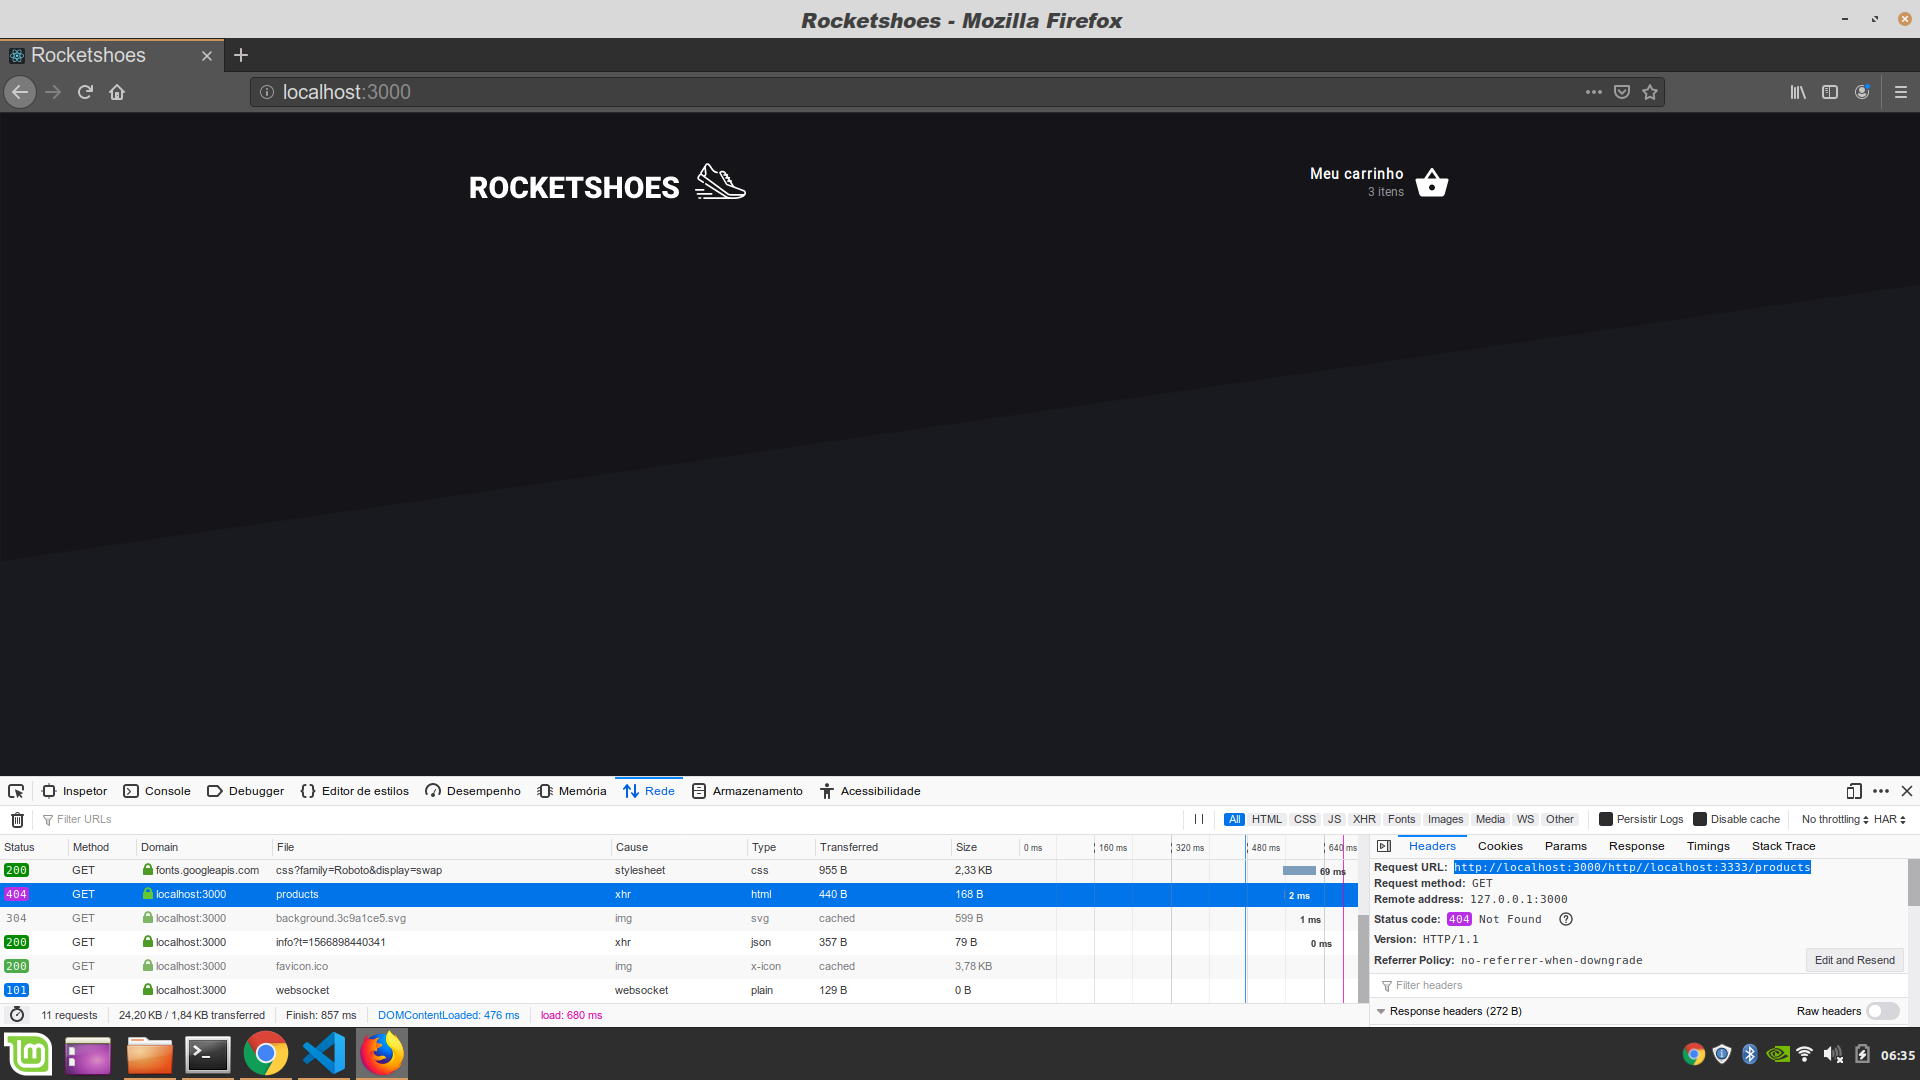 Rocketshoes - Mozilla Firefox
Rocketshoes
localhost:3000
ROCKETSHOES
Meu carrinho
3 itens
Inspetor Console Debugger Editor de estilos Desempenho Memória Rede Armazenamento Acessibilidade
Filter URLs
All HTML CSS JS XHR Fonts Images Media WS Other Persistir Logs Disable cache No throttling HAR
Status Method Domain File Cause Type Transferred Size 0 ms 160 ms 320 ms 480 ms 640 ms
200 GET fonts.googleapis.com css?family=Roboto&display=swap stylesheet css 955 B 2,33 KB 69 ms
404 GET localhost:3000 products xhr html 440 B 168 B 2 ms
304 GET localhost:3000 background.3c9a1ce5.svg img svg cached 599 B 1 ms
200 GET localhost:3000 info?t=1566898440341 xhr json 357 B 79 B 0 ms
200 GET localhost:3000 favicon.ico img x-icon cached 3,78 KB
101 GET localhost:3000 websocket websocket plain 129 B 0 B
11 requests 24,20 KB / 1,84 KB transferred Finish: 857 ms DOMContentLoaded: 476 ms load: 680 ms
Headers Cookies Params Response Timings Stack Trace
Request URL: http://localhost:3000/http//localhost:3333/products
Request method: GET
Remote address: 127.0.0.1:3000
Status code: 404 Not Found
Version: HTTP/1.1
Referrer Policy: no-referrer-when-downgrade Edit and Resend
Filter headers
Response headers (272 B) Raw headers
06:35